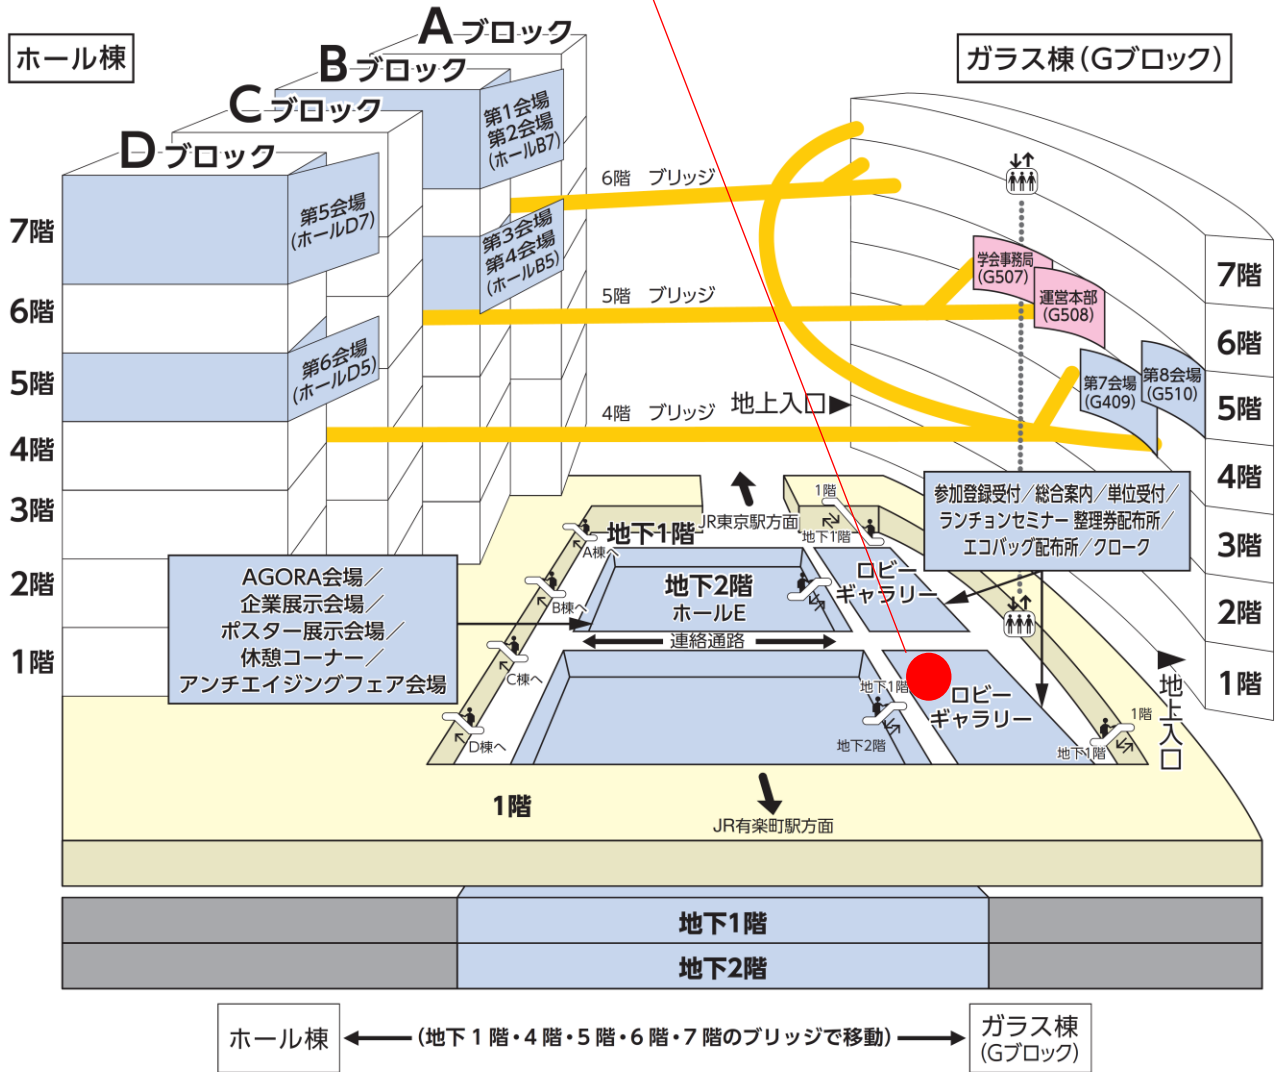 ホール棟
Aブロック
Bブロック
Cブロック
Dブロック
ガラス棟(Gブロック)
第1会場
第2会場
(ホールB7)
第3会場
第4会場
(ホールB5)
第5会場
(ホールD7)
第6会場
(ホールD5)
7階
6階
5階
4階
3階
2階
1階
6階 ブリッジ
5階 ブリッジ
4階 ブリッジ
地上入口▶
学会事務局
(G507)
運営本部
(G508)
第7会場
(G409)
第8会場
(G510)
7階
6階
5階
4階
3階
2階
1階
参加登録受付/総合案内/単位受付/
ランチョンセミナー 整理券配布所/
エコバッグ配布所/クローク
AGORA会場/
企業展示会場/
ポスター展示会場/
休憩コーナー/
アンチエイジングフェア会場
JR東京駅方面
1階
地下1階
地下1階
A棟へ
B棟へ
C棟へ
D棟へ
地下2階
ホールE
ロビー
ギャラリー
連絡通路
地下1階
地下2階
ロビー
ギャラリー
1階
地下1階
▶地上入口
1階
JR有楽町駅方面
地下1階
地下2階
ホール棟
(地下1階・4階・5階・6階・7階のブリッジで移動)
ガラス棟
(Gブロック)